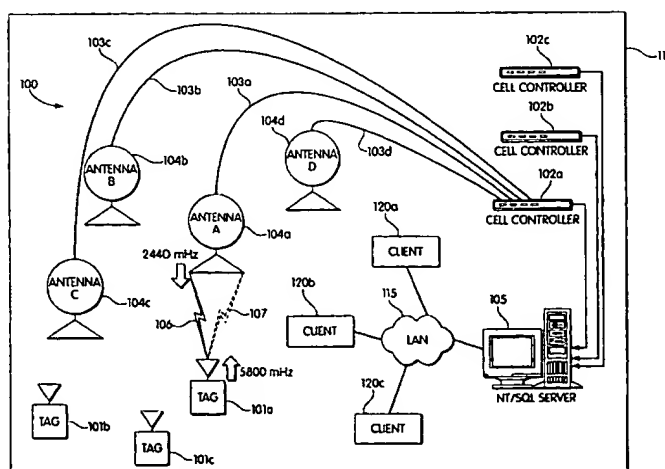 103c
102c
11
CELL CONTROLLER
100
103b
103a
102b
104d
CELL CONTROLLER
ANTENNA
D
103d
102a
ANTENNA
B
104b
CELL CONTROLLER
ANTENNA
A
104a
120a
CLIENT
2440 mHz
ANTENNA
C
104c
106
107
120b
CLIENT
115
LAN
105
5800 mHz
NT/SQL SERVER
TAG
101a
120c
CLIENT
TAG
101b
TAG
101c